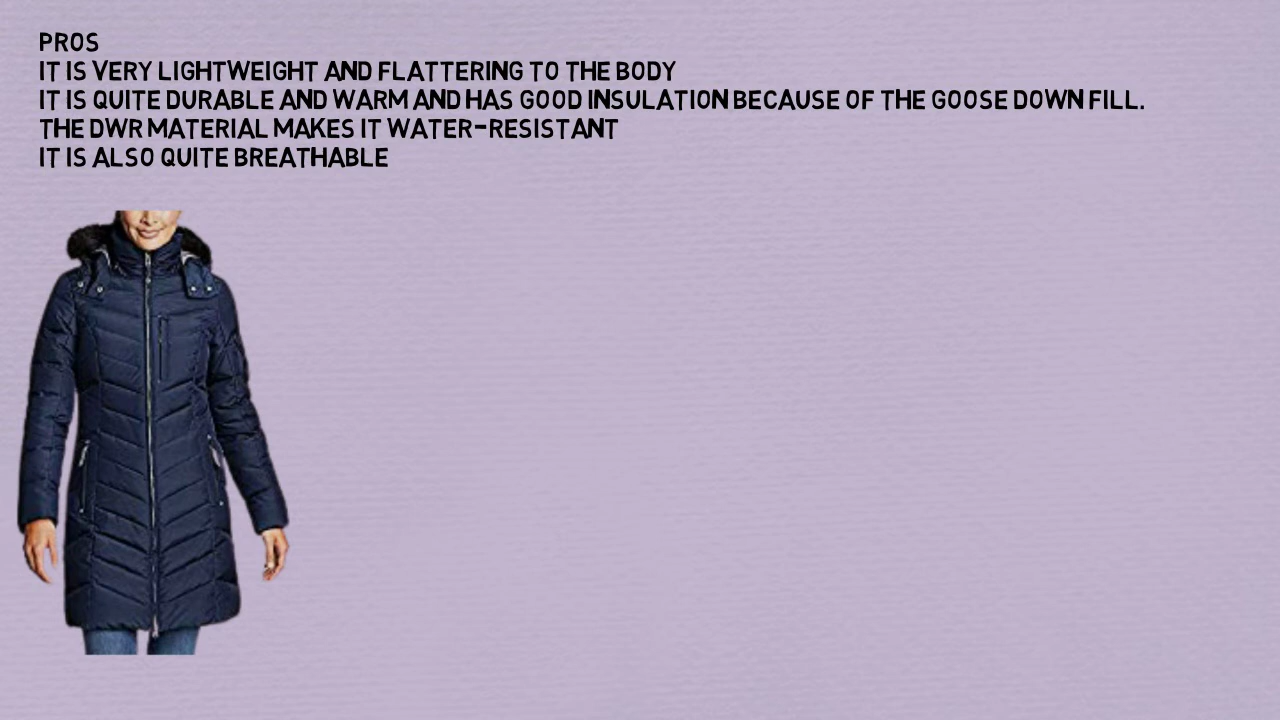 PROS
IT IS VERY LIGHTWEIGHT AND FLATTERING TO THE BODY
IT IS QUITE DURABLE AND WARM AND HAS GOOD INSULATION BECAUSE OF THE GOOSE DOWN FILL.
THE DWR MATERIAL MAKES IT WATER-RESISTANT
IT IS ALSO QUITE BREATHABLE